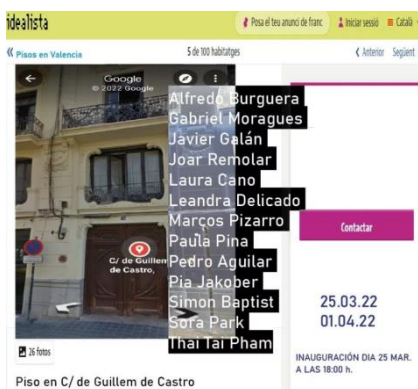 idealista
Posa el teu anunci de franc
Iniciar sessió
Català
« Pisos en Valencia
5 de 100 habitatges
Anterior Següent
Google
© 2022 Google
Alfredo Burguera
Gabriel Moragues
Javier Galán
Joar Remolar
Laura Cano
Leandra Delicado
Marcos Pizarro
Paula Pina
Pedro Aguilar
Pia Jakober
Simon Baptist
Sora Park
Thai Tai Pham
C/ de Guillem
de Castro,
Contactar
25.03.22
01.04.22
26 fotos
INAUGURACIÓN DIA 25 MAR.
A LAS 18:00 h.
Piso en C/ de Guillem de Castro